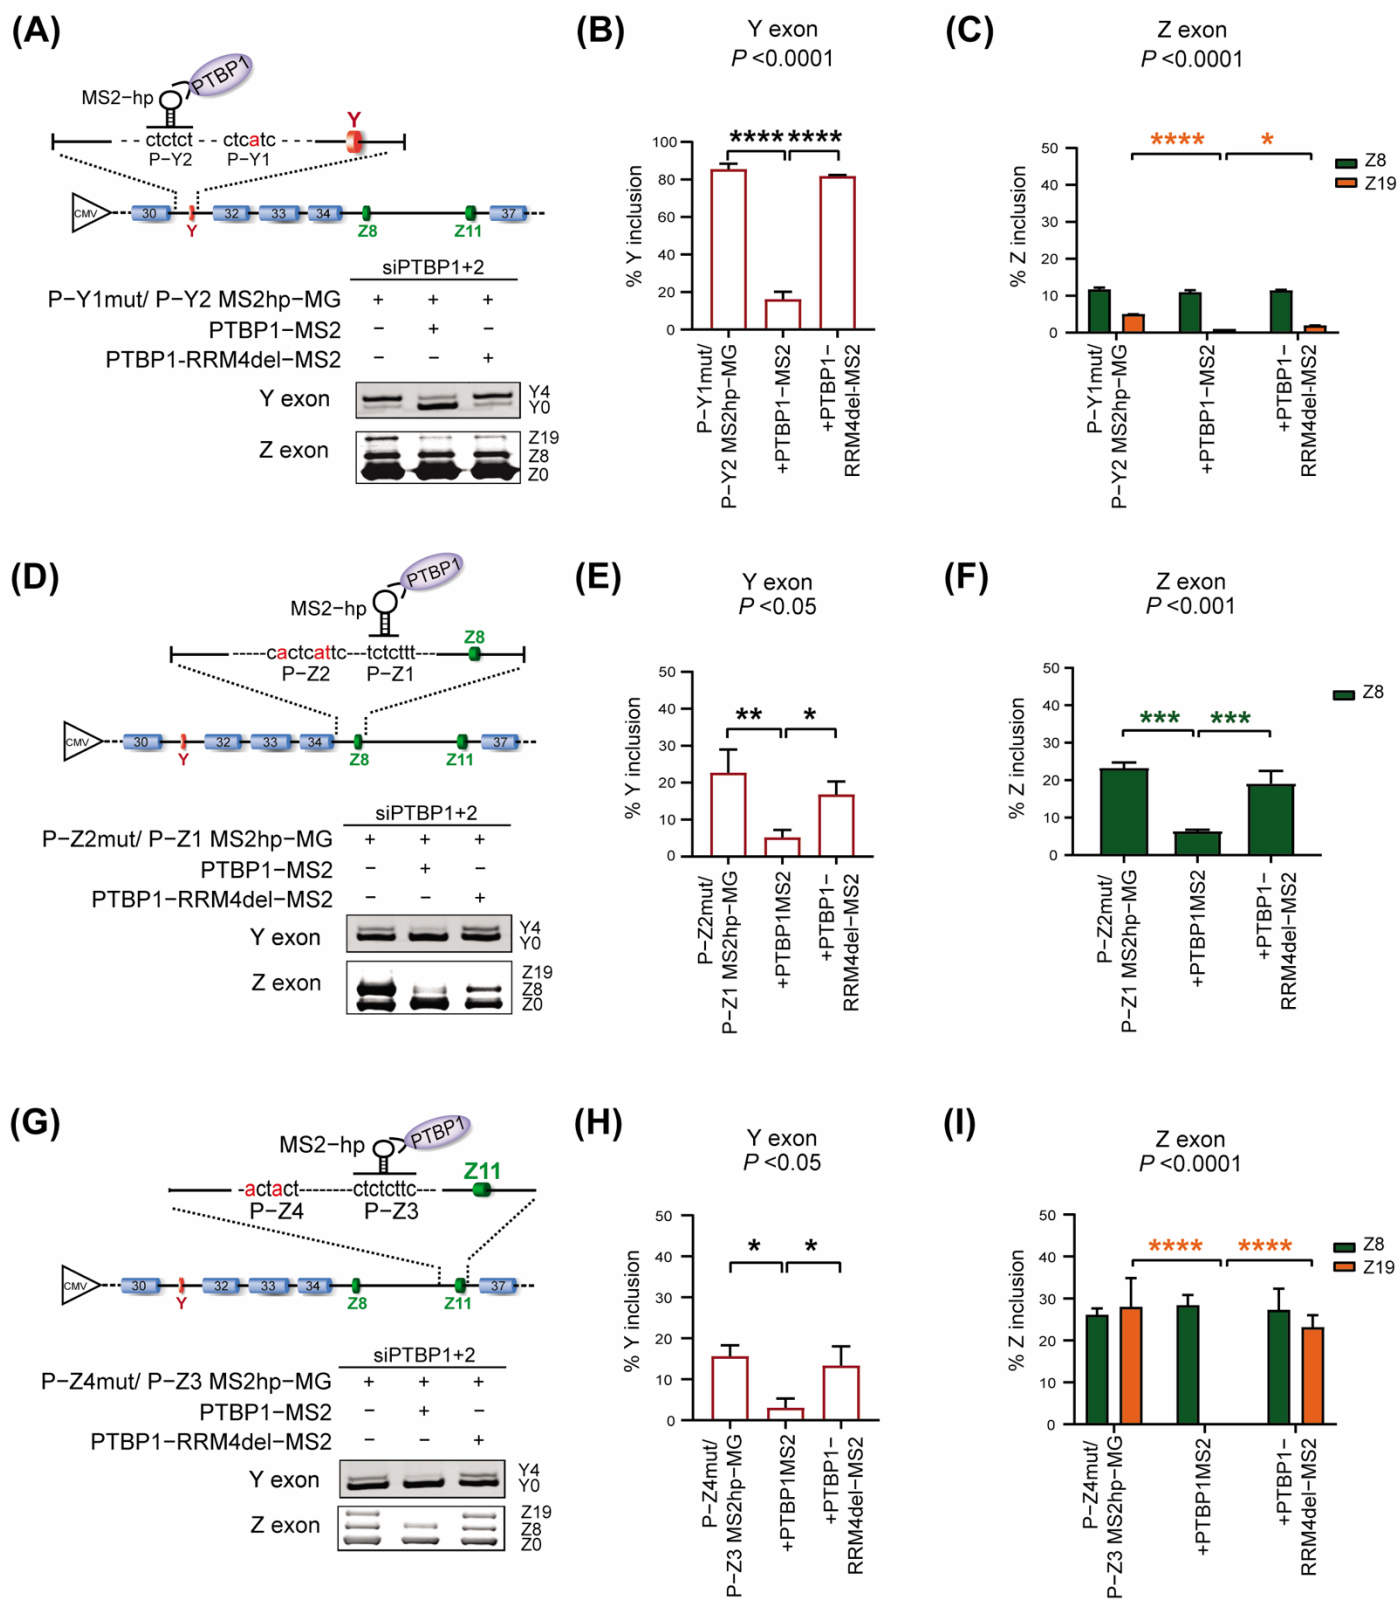 (A)
PTBP1
MS2−hp
Y
ctctct
ctcatc
P−Y2
P−Y1
CMV
30
32
33
34
37
Y
Z8
Z11
siPTBP1+2
P−Y1mut/ P−Y2 MS2hp−MG + + +
PTBP1−MS2 − + −
PTBP1-RRM4del−MS2 − − +
Y exon
Y4
Y0
Z exon
Z19
Z8
Z0
(B)
Y exon
P <0.0001
**** ****
% Y inclusion
100
80
60
40
20
0
P−Y1mut/
P−Y2 MS2hp−MG
+PTBP1−MS2
+PTBP1−
RRM4del-MS2
(C)
Z exon
P <0.0001
**** *
Z8
Z19
% Z inclusion
50
40
30
20
10
0
P−Y1mut/
P−Y2 MS2hp−MG
+PTBP1−MS2
+PTBP1−
RRM4del−MS2
(D)
PTBP1
MS2−hp
Z8
cactcattc
tctcttt
P−Z2
P−Z1
CMV
30
32
33
34
37
Y
Z8
Z11
siPTBP1+2
P−Z2mut/ P−Z1 MS2hp−MG + + +
PTBP1−MS2 − + −
PTBP1−RRM4del−MS2 − − +
Y exon
Y4
Y0
Z exon
Z19
Z8
Z0
(E)
Y exon
P <0.05
** *
% Y inclusion
50
40
30
20
10
0
P−Z2mut/
P−Z1 MS2hp−MG
+PTBP1MS2
+PTBP1−
RRM4del−MS2
(F)
Z exon
P <0.001
*** ***
Z8
% Z inclusion
50
40
30
20
10
0
P−Z2mut/
P−Z1 MS2hp−MG
+PTBP1MS2
+PTBP1−
RRM4del−MS2
(G)
PTBP1
MS2−hp
Z11
actact
ctctcttc
P−Z4
P−Z3
CMV
30
32
33
34
37
Y
Z8
Z11
siPTBP1+2
P−Z4mut/ P−Z3 MS2hp−MG + + +
PTBP1−MS2 − + −
PTBP1−RRM4del−MS2 − − +
Y exon
Y4
Y0
Z exon
Z19
Z8
Z0
(H)
Y exon
P <0.05
* *
% Y inclusion
50
40
30
20
10
0
P−Z4mut/
P−Z3 MS2hp−MG
+PTBP1MS2
+PTBP1−
RRM4del−MS2
(I)
Z exon
P <0.0001
**** ****
Z8
Z19
% Z inclusion
50
40
30
20
10
0
P−Z4mut/
P−Z3 MS2hp−MG
+PTBP1MS2
+PTBP1-
RRM4del−MS2